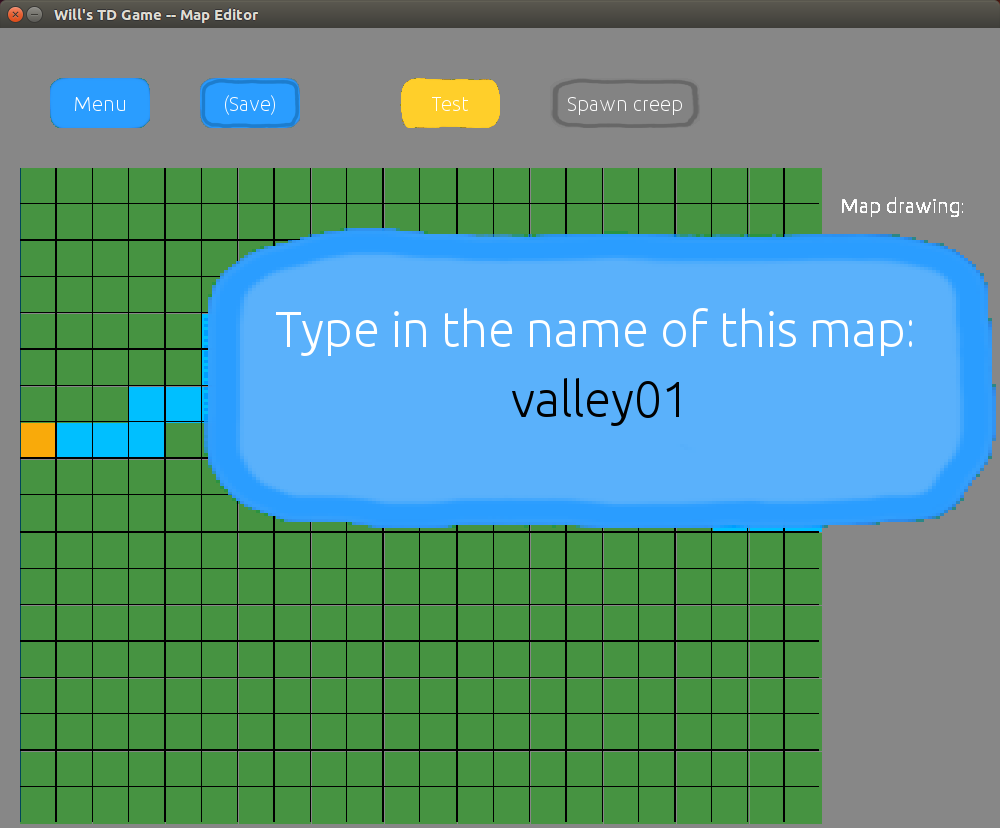 Will's TD Game -- Map Editor
Menu
(Save)
Test
Spawn creep
Map drawing:
Type in the name of this map:
valley01